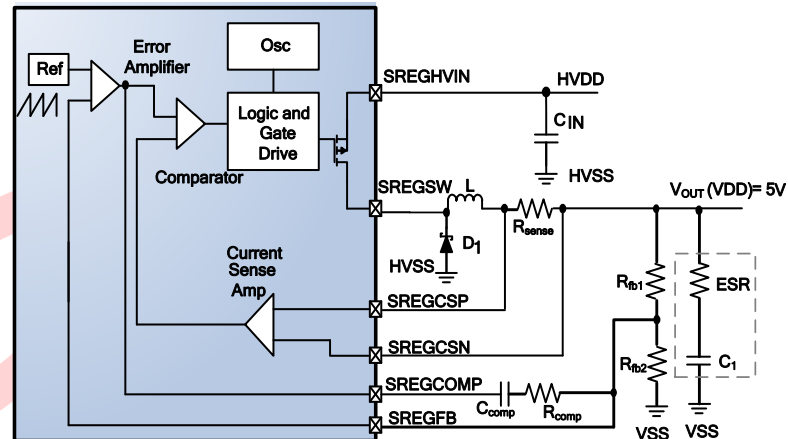 Error
Amplifier
Ref
Osc
Logic and
Gate
Drive
Comparator
Current
Sense
Amp
SREGHVIN
HVDD
CIN
HVSS
SREGSW
L
Rsense
VOUT (VDD)= 5V
D1
HVSS
SREGCSP
SREGCSN
SREGCOMP
SREGFB
Ccomp
Rcomp
Rfb1
Rfb2
ESR
C1
VSS
VSS